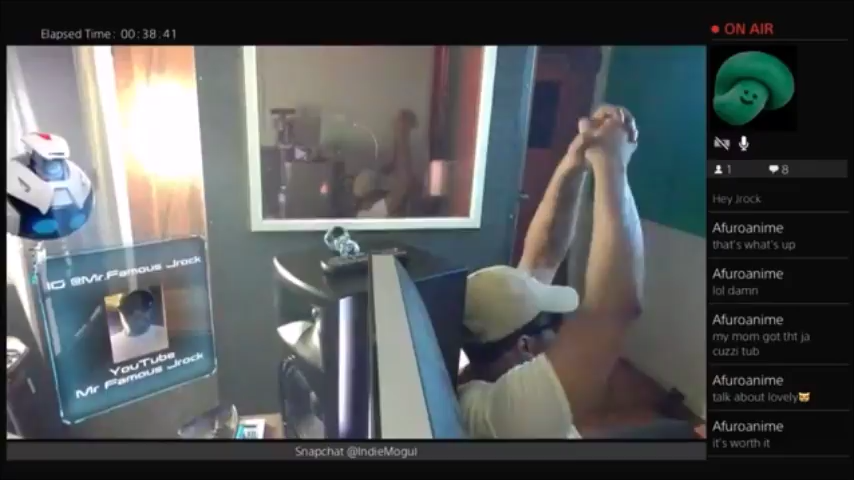 Elapsed Time: 00:38.41
ON AIR
1 8
Hey Jrock
Afuroanime
that's what's up
Afuroanime
lol damn
Afuroanime
my mom got tht ja
cuzzi tub
Afuroanime
talk about lovely😺
Afuroanime
it's worth it
IG @Mr.Famous Jrock
YouTube
Mr Famous Jrock
Snapchat @IndieMogul